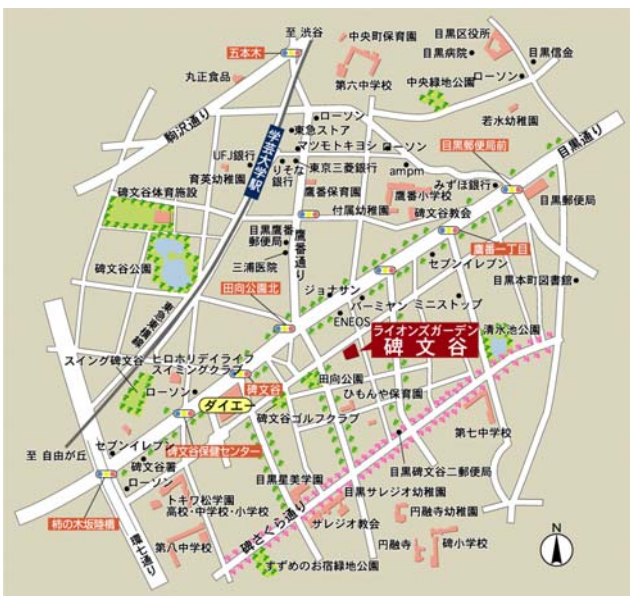 至 渋谷
五本木
中央町保育園
目黒区役所
目黒病院
目黒信金
丸正食品
第六中学校
中央緑地公園
ローソン
若水幼稚園
駒沢通り
ローソン
東急ストア
マツモトキヨシ
ローソン
目黒郵便局前
目黒通り
学芸大学駅
UFJ銀行
りそな
銀行
東京三菱銀行
ampm
育英幼稚園
みずほ銀行
碑文谷体育施設
鷹番保育園
鷹番小学校
目黒郵便局
付属幼稚園
碑文谷教会
目黒鷹番
郵便局
鷹番通り
鷹番一丁目
三浦医院
セブンイレブン
碑文谷公園
目黒本町図書館
田向公園北
ジョナサン
バーミヤン
ミニストップ
東急東横線
ENEOS
ライオンズガーデン
碑文谷
清水池公園
スイング碑文谷
ヒロホリデイライフ
スイミングクラブ
碑文谷
田向公園
ローソン
ダイエー
ひもんや保育園
碑文谷ゴルフクラブ
第七中学校
至 自由が丘
セブンイレブン
碑文谷保健センター
碑文谷署
目黒碑文谷二郵便局
ローソン
目黒星美学園
柿の木坂陸橋
トキワ松学園
高校・中学校・小学校
目黒サレジオ幼稚園
碑さくら通り
サレジオ教会
円融寺幼稚園
環七通り
第八中学校
円融寺
碑小学校
すずめのお宿緑地公園
N